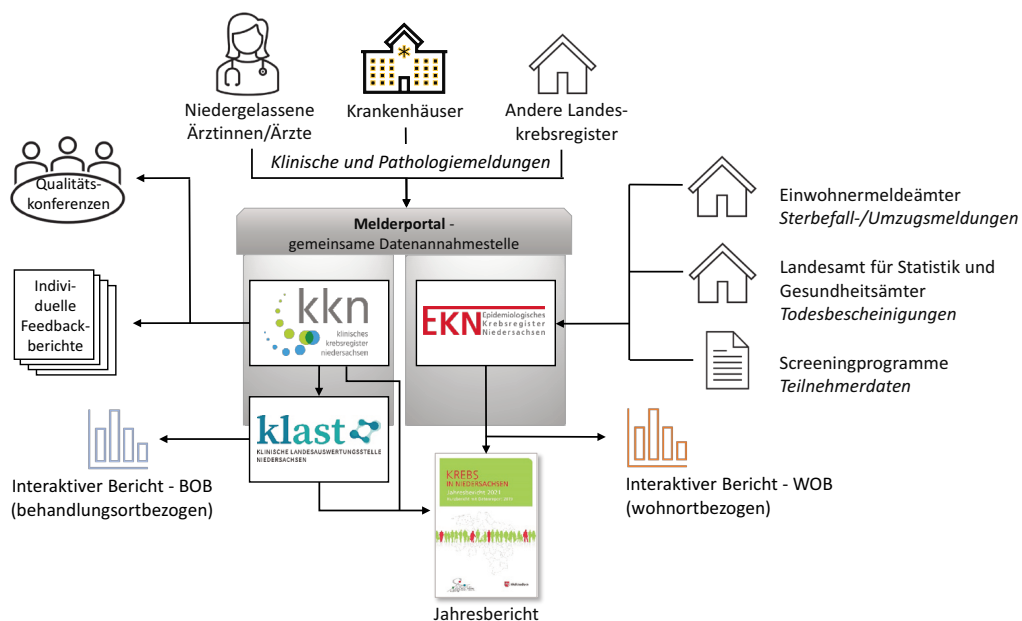 Niedergelassene
Ärztinnen/Ärzte
Krankenhäuser
Andere Landes-
krebsregister
Klinische und Pathologiemeldungen
Qualitäts-
konferenzen
Melderportal -
gemeinsame Datenannahmestelle
Einwohnermeldeämter
Sterbefall-/Umzugsmeldungen
Landesamt für Statistik und
Gesundheitsämter
Todesbescheinigungen
Screeningprogramme
Teilnehmerdaten
Indivi-
duelle
Feedback-
berichte
kkn
klinisches
krebsregister
niedersachsen
EKN
Epidemiologisches
Krebsregister
Niedersachsen
klast
KLINISCHE LANDESAUSWERTUNGSSTELLE
NIEDERSACHSEN
Interaktiver Bericht - BOB
(behandlungsortbezogen)
Interaktiver Bericht - WOB
(wohnortbezogen)
KREBS
IN NIEDERSACHSEN
Jahresbericht 2021
Jahresbericht